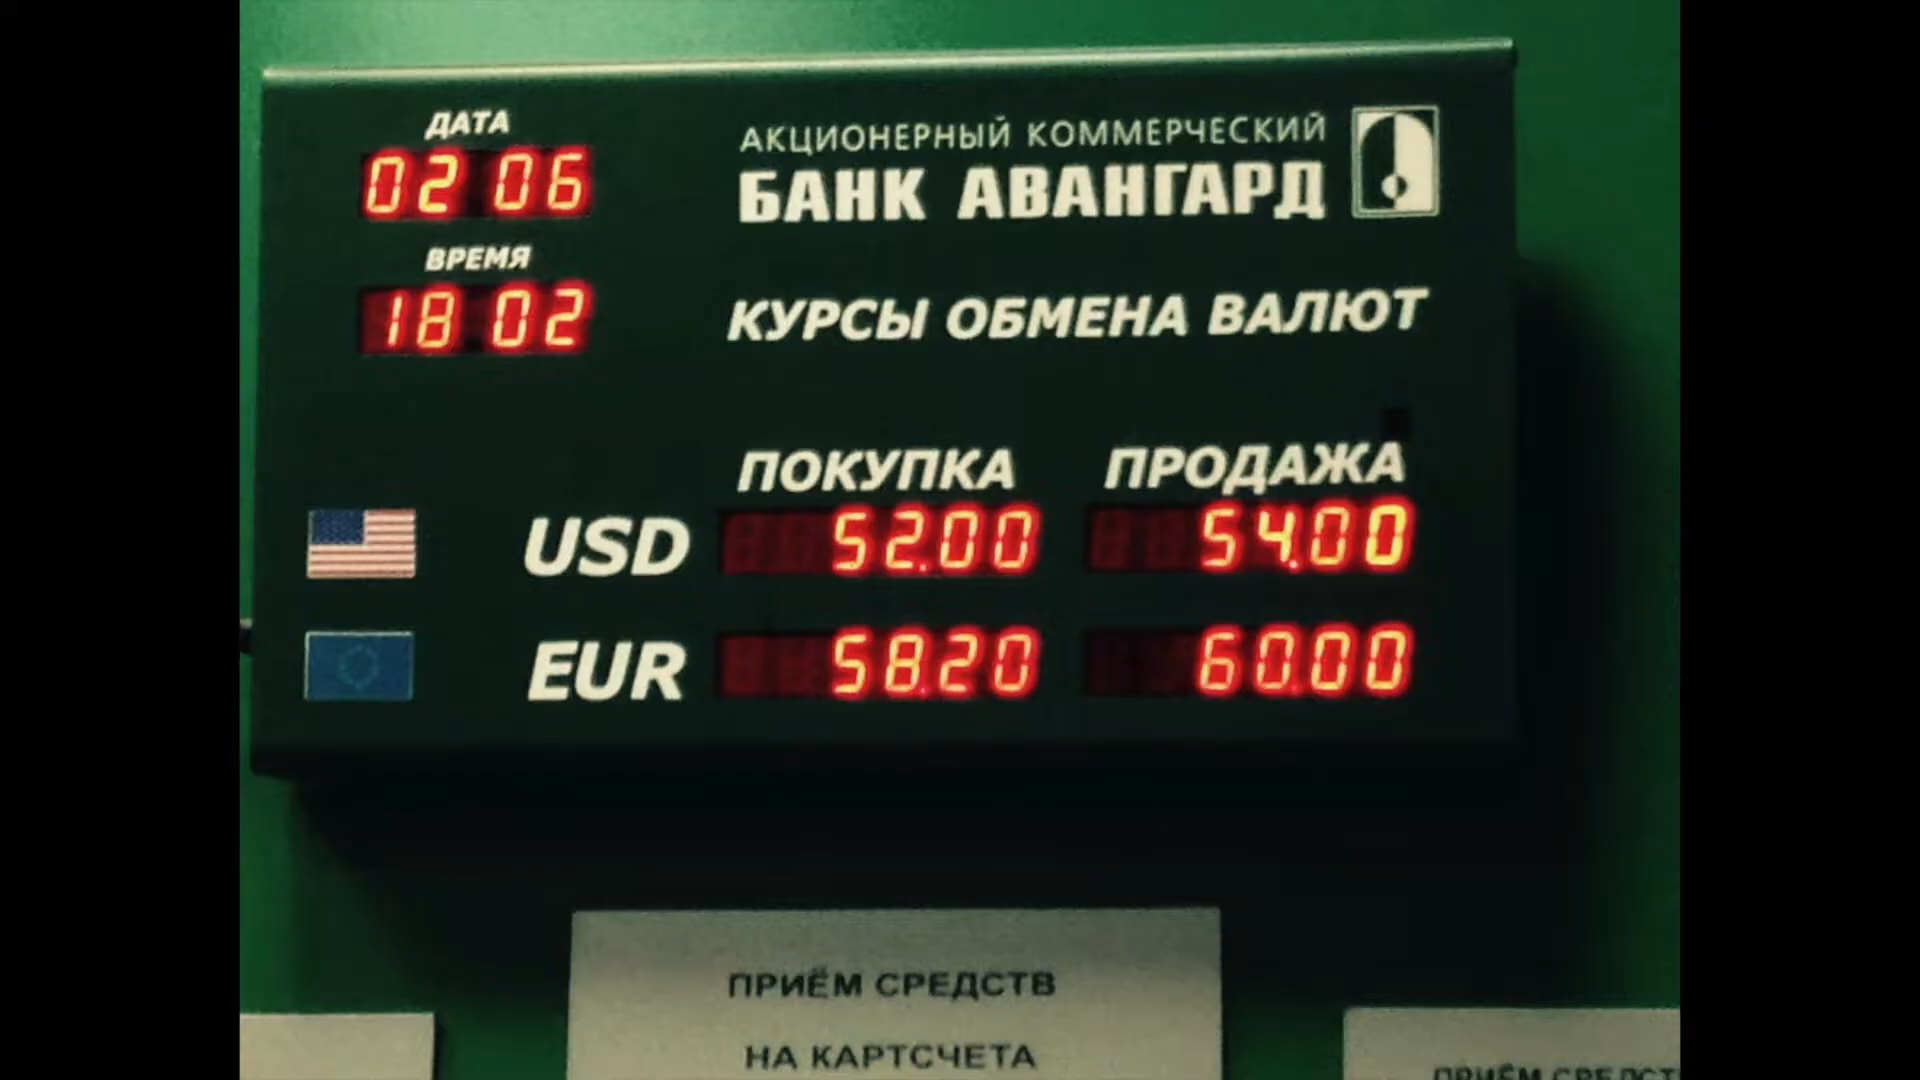 ДАТА
02 06
ВРЕМЯ
18 02
АКЦИОНЕРНЫЙ КОММЕРЧЕСКИЙ
БАНК АВАНГАРД
КУРСЫ ОБМЕНА ВАЛЮТ
ПОКУПКА ПРОДАЖА
USD 52.00 54.00
EUR 58.20 60.00
ПРИЁМ СРЕДСТВ
НА КАРТСЧЕТА
ПРИЁМ